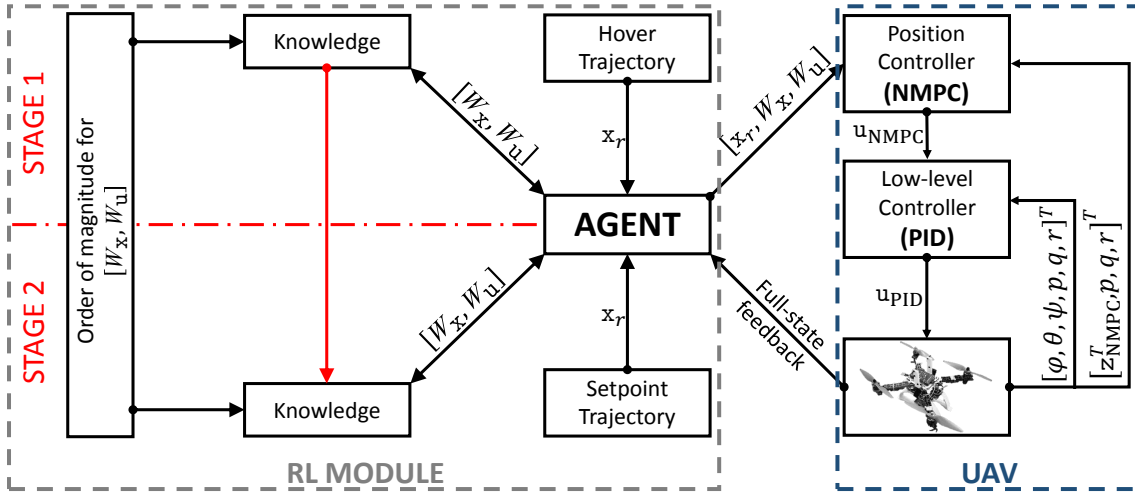 STAGE 1
STAGE 2
Order of magnitude for
[Wx, Wu]
Knowledge
Knowledge
[Wx, Wu]
[Wx, Wu]
Hover
Trajectory
xr
AGENT
xr
Setpoint
Trajectory
RL MODULE
[xr, Wx, Wu]
Full-state
feedback
Position
Controller
(NMPC)
uNMPC
Low-level
Controller
(PID)
uPID
[φ, θ, ψ, p, q, r]ᵀ
[zᵀNMPC, p, q, r]ᵀ
UAV